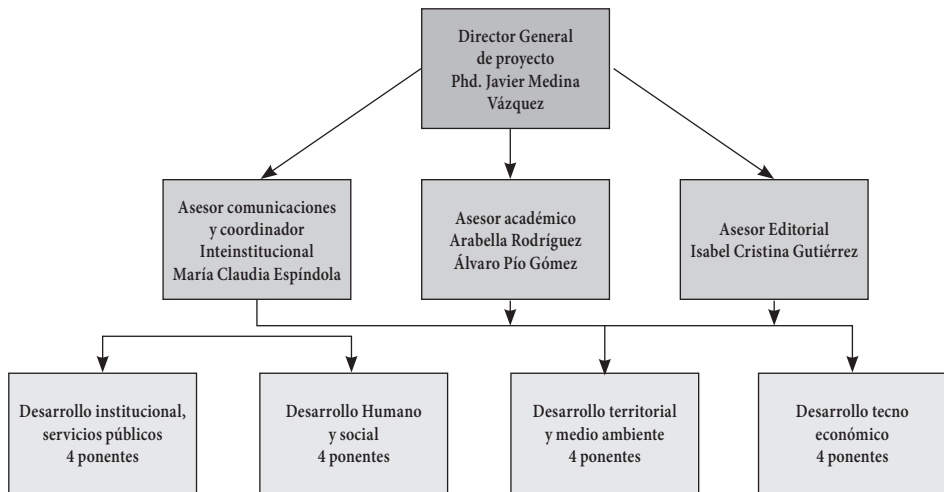 Director General
de proyecto
Phd. Javier Medina
Vázquez
Asesor comunicaciones
y coordinador
Inteinstitucional
María Claudia Espíndola
Asesor académico
Arabella Rodríguez
Álvaro Pío Gómez
Asesor Editorial
Isabel Cristina Gutiérrez
Desarrollo institucional,
servicios públicos
4 ponentes
Desarrollo Humano
y social
4 ponentes
Desarrollo territorial
y medio ambiente
4 ponentes
Desarrollo tecno
económico
4 ponentes